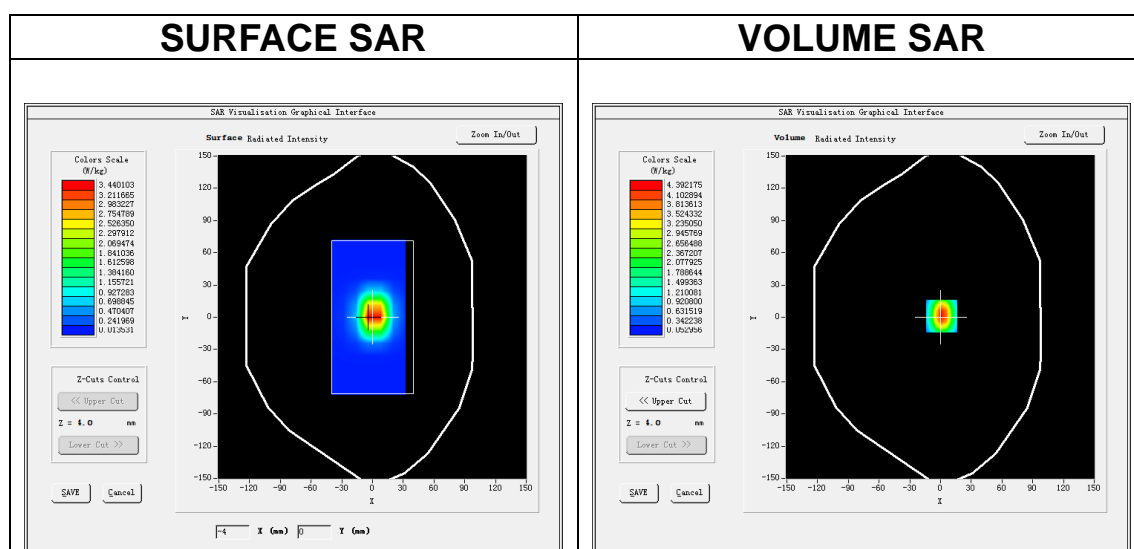 SURFACE SAR
SAR Visualisation Graphical Interface
Surface Radiated Intensity
Zoom In/Out
Colors Scale
(W/kg)
3.440103
3.211665
2.983227
2.754789
2.526350
2.297912
2.069474
1.841036
1.612598
1.384160
1.155721
0.927283
0.698845
0.470407
0.241969
0.013531
150
120
90
60
30
0
-30
-60
-90
-120
-150
Y
-150 -120 -90 -60 -30 0 30 60 90 120 150
X
Z-Cuts Control
<< Upper Cut
Z = 4.0 mm
Lower Cut >>
SAVE Cancel
-4 X (mm) 0 Y (mm)
VOLUME SAR
SAR Visualisation Graphical Interface
Volume Radiated Intensity
Zoom In/Out
Colors Scale
(W/kg)
4.392175
4.102894
3.813613
3.524332
3.235050
2.945769
2.656488
2.367207
2.077925
1.788644
1.499363
1.210081
0.920800
0.631519
0.342238
0.052956
150
120
90
60
30
0
-30
-60
-90
-120
-150
Y
-150 -120 -90 -60 -30 0 30 60 90 120 150
X
Z-Cuts Control
<< Upper Cut
Z = 4.0 mm
Lower Cut >>
SAVE Cancel